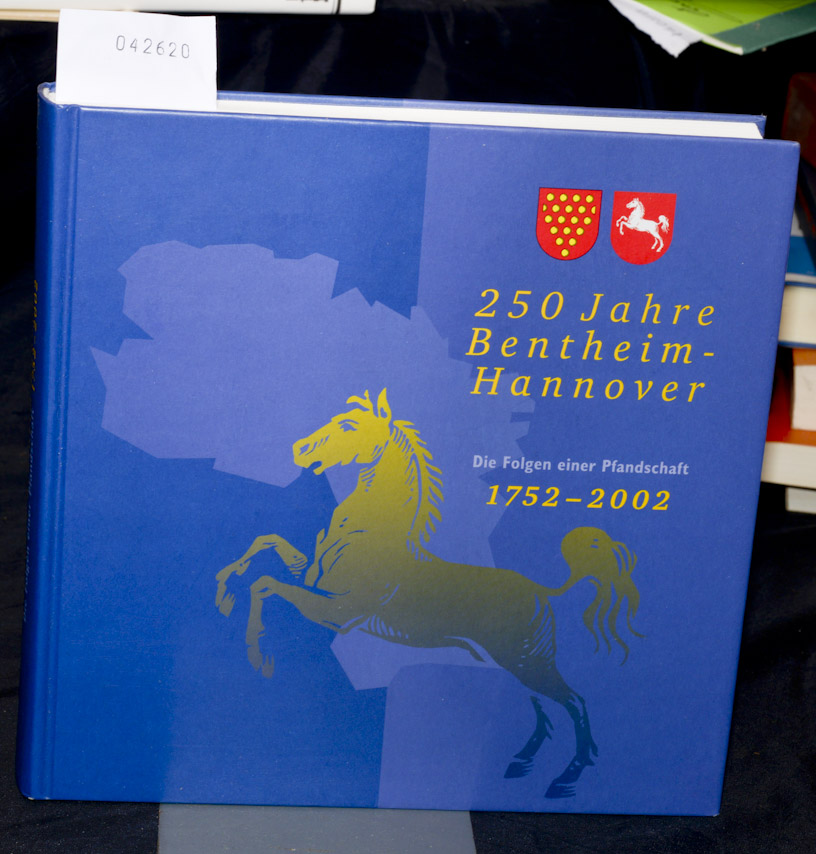 042620
250 Jahre
Bentheim-
Hannover
Die Folgen einer Pfandschaft
1752–2002